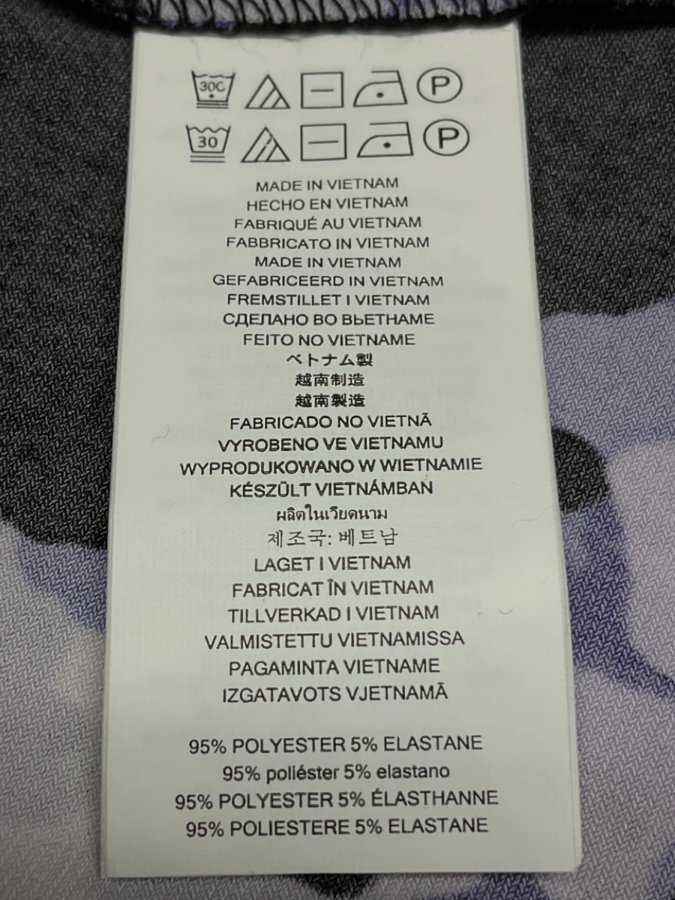 30C P
30 P
MADE IN VIETNAM
HECHO EN VIETNAM
FABRIQUÉ AU VIETNAM
FABBRICATO IN VIETNAM
MADE IN VIETNAM
GEFABRICEERD IN VIETNAM
FREMSTILLET I VIETNAM
СДЕЛАНО ВО ВЬЕТНАМЕ
FEITO NO VIETNAME
ベトナム製
越南制造
越南製造
FABRICADO NO VIETNÃ
VYROBENO VE VIETNAMU
WYPRODUKOWANO W WIETNAMIE
KÉSZÜLT VIETNÁMBAN
ผลิตในเวียดนาม
제조국: 베트남
LAGET I VIETNAM
FABRICAT ÎN VIETNAM
TILLVERKAD I VIETNAM
VALMISTETTU VIETNAMISSA
PAGAMINTA VIETNAME
IZGATAVOTS VJETNAMĀ
95% POLYESTER 5% ELASTANE
95% poliéster 5% elastano
95% POLYESTER 5% ÉLASTHANNE
95% POLIESTERE 5% ELASTANE